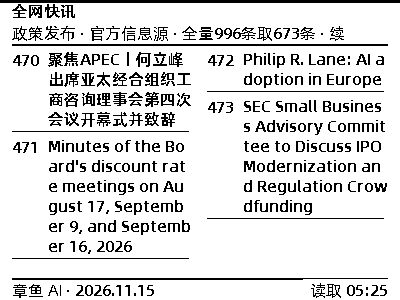 全网快讯
政策发布 · 官方信息源 · 全量996条取673条 · 续
470 聚焦APEC丨何立峰
出席亚太经合组织工
商咨询理事会第四次
会议开幕式并致辞
471 Minutes of the Bo
ard's discount rat
e meetings on Au
gust 17, Septemb
er 9, and Septemb
er 16, 2026
472 Philip R. Lane: AI a
doption in Europe
473 SEC Small Busines
s Advisory Commit
tee to Discuss IPO
Modernization an
d Regulation Crow
dfunding
章鱼 AI · 2026.11.15
读取 05:25